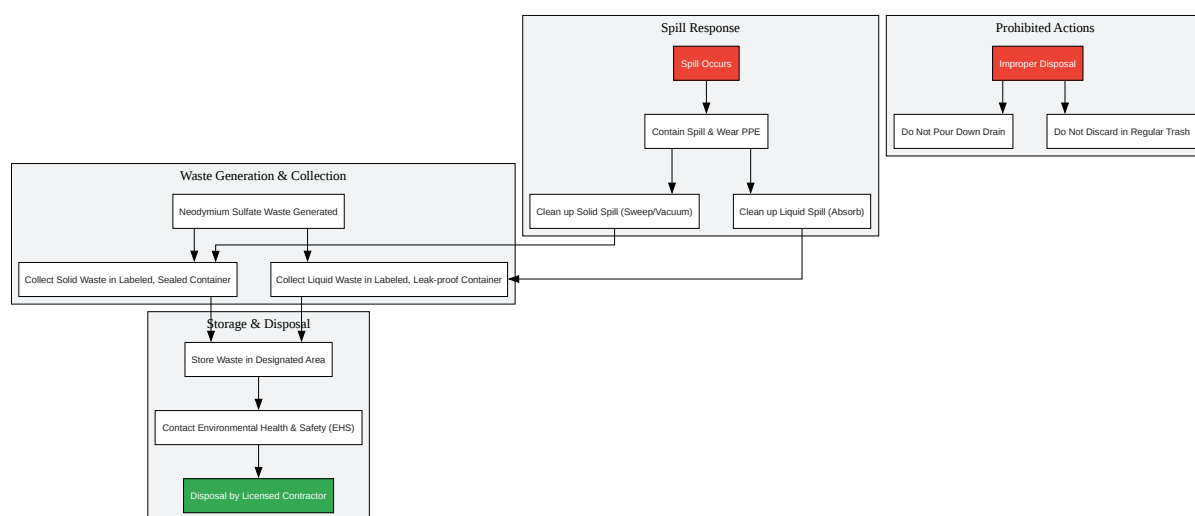 Spill Response
Spill Occurs
Contain Spill & Wear PPE
Clean up Solid Spill (Sweep/Vacuum)
Clean up Liquid Spill (Absorb)
Prohibited Actions
Improper Disposal
Do Not Pour Down Drain
Do Not Discard in Regular Trash
Waste Generation & Collection
Neodymium Sulfate Waste Generated
Collect Solid Waste in Labeled, Sealed Container
Collect Liquid Waste in Labeled, Leak-proof Container
Storage & Disposal
Store Waste in Designated Area
Contact Environmental Health & Safety (EHS)
Disposal by Licensed Contractor